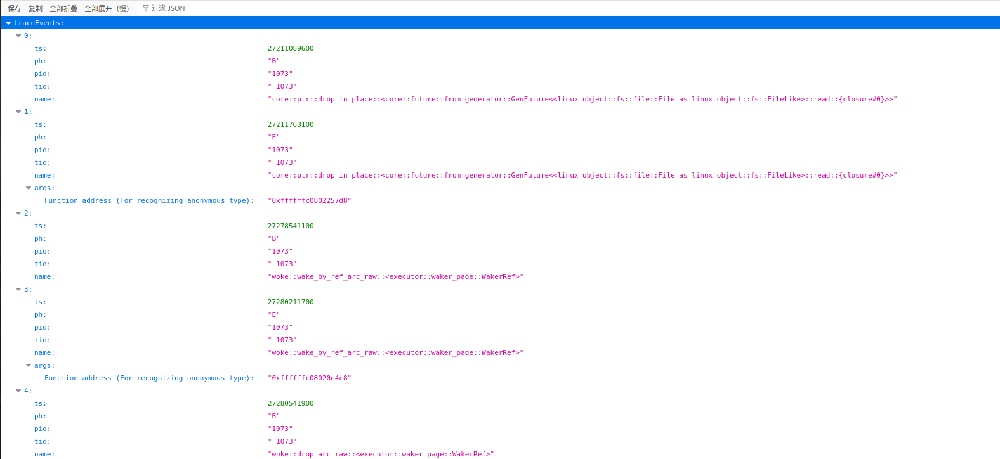 保存 复制 全部折叠 全部展开（慢） 过滤 JSON
traceEvents:
0:
ts: 27211089600
ph: "B"
pid: "1073"
tid: " 1073"
name: "core::ptr::drop_in_place::<core::future::from_generator::GenFuture<<linux_object::fs::file::File as linux_object::fs::FileLike>::read::{closure#0}>>"
1:
ts: 27211763100
ph: "E"
pid: "1073"
tid: " 1073"
name: "core::ptr::drop_in_place::<core::future::from_generator::GenFuture<<linux_object::fs::file::File as linux_object::fs::FileLike>::read::{closure#0}>>"
args:
Function address (For recognizing anonymous type): "0xffffffc0802257d8"
2:
ts: 27278541100
ph: "B"
pid: "1073"
tid: " 1073"
name: "woke::wake_by_ref_arc_raw::<executor::waker_page::WakerRef>"
3:
ts: 27280211700
ph: "E"
pid: "1073"
tid: " 1073"
name: "woke::wake_by_ref_arc_raw::<executor::waker_page::WakerRef>"
args:
Function address (For recognizing anonymous type): "0xffffffc08020e4c8"
4:
ts: 27280541900
ph: "B"
pid: "1073"
tid: " 1073"
name: "woke::drop_arc_raw::<executor::waker_page::WakerRef>"